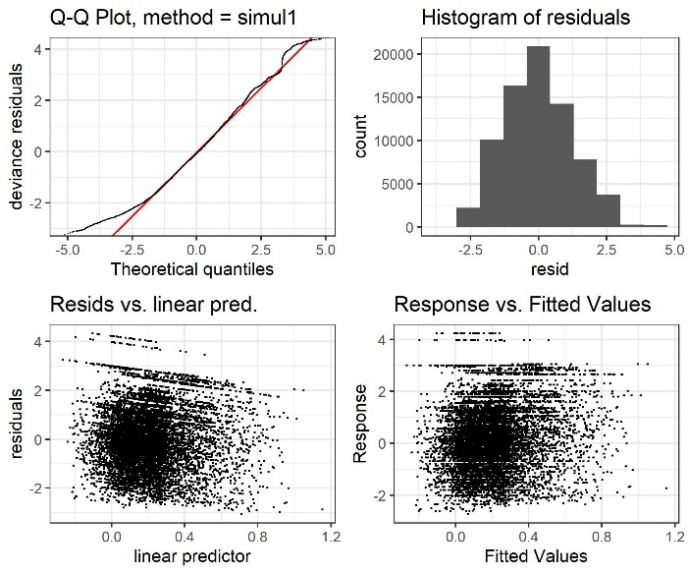 Q-Q Plot, method = simul1
deviance residuals
4
2
0
-2
-5.0 -2.5 0.0 2.5 5.0
Theoretical quantiles
Histogram of residuals
count
20000
15000
10000
5000
0
-2.5 0.0 2.5
resid
Resids vs. linear pred.
residuals
4
2
0
-2
0.0 0.4 0.8 1.2
linear predictor
Response vs. Fitted Values
Response
4
2
0
-2
0.0 0.4 0.8 1.2
Fitted Values